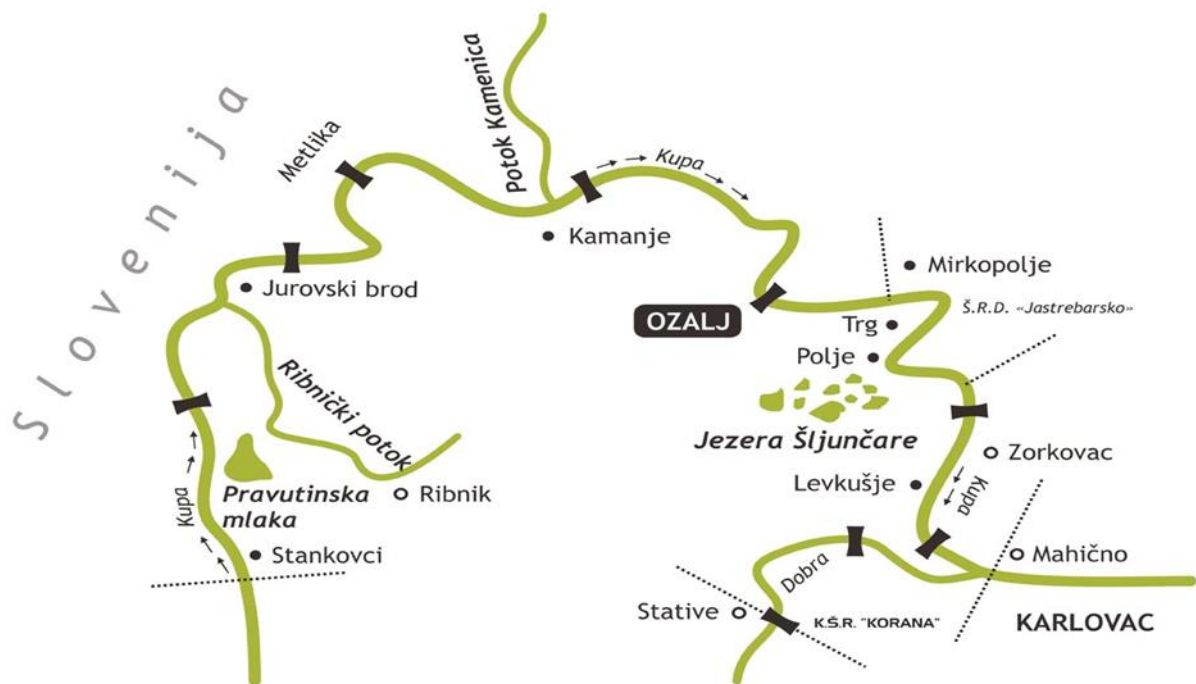 Slovenija
Metlika
Potok Kamenica
Kupa
Kamanje
Jurovski brod
Mirkopolje
OZALJ
Trg
Š.R.D. «Jastrebarsko»
Polje
Ribnički potok
Jezera Šljunčare
Zorkovac
Levkušje
Kupa
Pravutinska
mlaka
Ribnik
Kupa
Stankovci
Mahično
Dobra
Stative
K.Š.R. "KORANA"
KARLOVAC